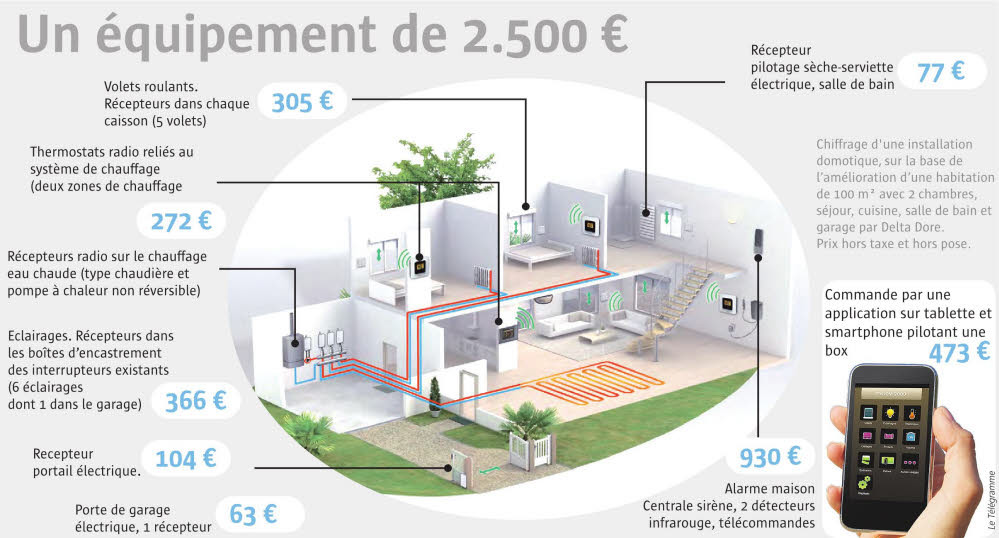 Un équipement de 2.500 €
Volets roulants.
Récepteurs dans chaque
caisson (5 volets)
305 €
Thermostats radio reliés au
système de chauffage
(deux zones de chauffage
272 €
Récepteurs radio sur le chauffage
eau chaude (type chaudière et
pompe à chaleur non réversible)
Eclairages. Récepteurs dans
les boîtes d’encastrement
des interrupteurs existants
(6 éclairages
dont 1 dans le garage)
366 €
Recepteur
portail électrique.
104 €
Porte de garage
électrique, 1 récepteur
63 €
Récepteur
pilotage sèche-serviette
électrique, salle de bain
77 €
Chiffrage d'une installation
domotique, sur la base de
l’amélioration d’une habitation
de 100 m² avec 2 chambres,
séjour, cuisine, salle de bain et
garage par Delta Dore.
Prix hors taxe et hors pose.
Commande par une
application sur tablette et
smartphone pilotant une
box
473 €
930 €
Alarme maison
Centrale sirène, 2 détecteurs
infrarouge, télécommandes
Le Télégramme